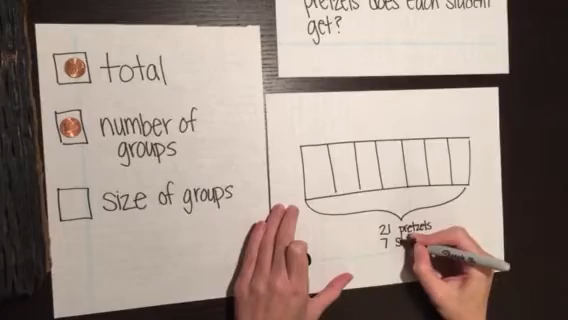 total
number of
groups
size of groups
pretzels does each student
get?
21 pretzels
7